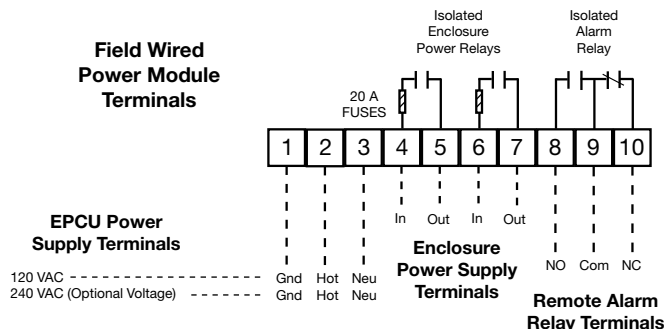 Field Wired
Power Module
Terminals
Isolated
Enclosure
Power Relays
Isolated
Alarm
Relay
20 A
FUSES
1 2 3 4 5 6 7 8 9 10
In Out In Out
EPCU Power
Supply Terminals
Enclosure
Power Supply
Terminals
NO Com NC
120 VAC Gnd Hot Neu
240 VAC (Optional Voltage) Gnd Hot Neu
Remote Alarm
Relay Terminals